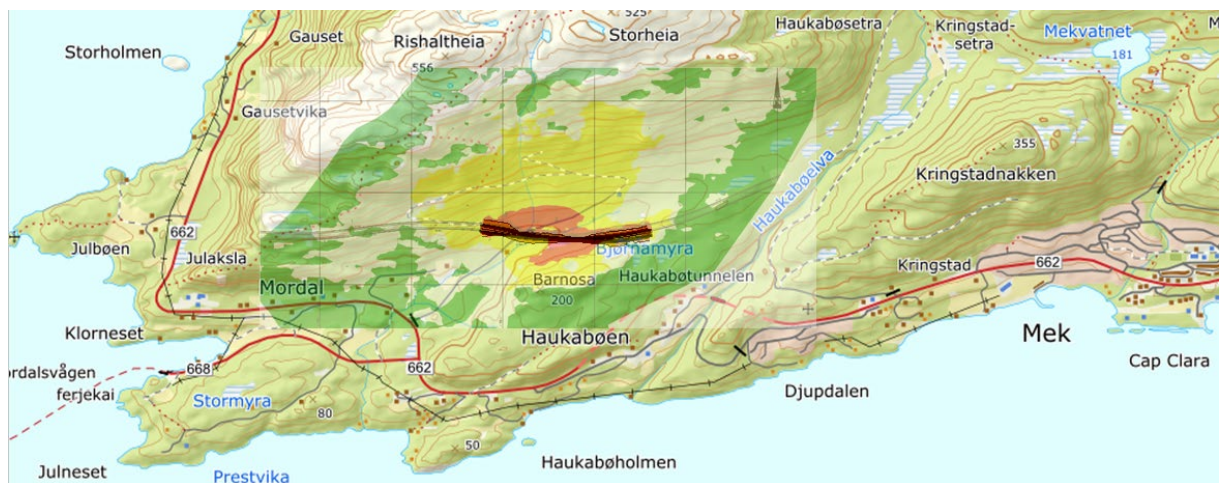 525
Gauset
Haukabøsetra
Kringstad-
setra
Mekvatnet
Rishaltheia
Storheia
Storholmen
556
181
M
Gausetvika
355
Kringstadnakken
Haukabøelva
662
Julbøen
Julaksla
Bjørnamyra
Kringstad
662
Mordal
Barnosa
Haukabøtunnelen
200
Klorneset
Haukabøen
Mek
Cap Clara
ordalsvågen
668
662
ferjekai
Stormyra
80
Djupdalen
50
Julneset
Prestvika
Haukabøholmen